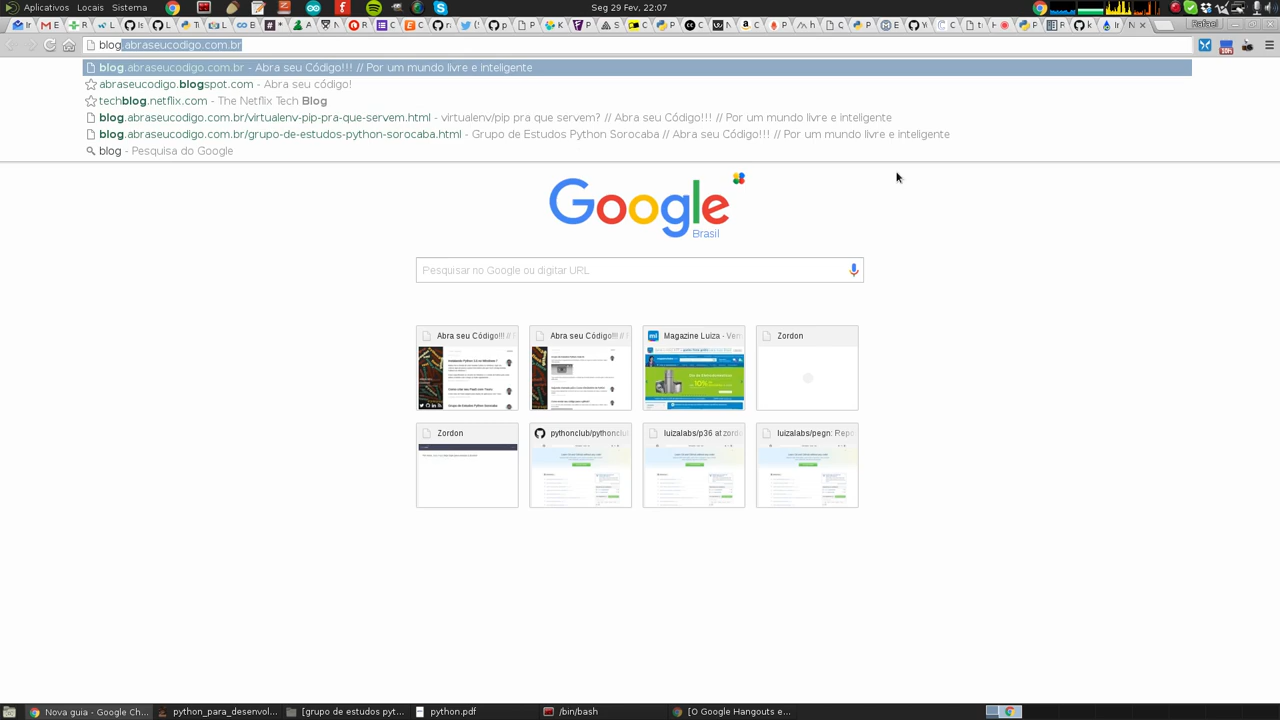 Aplicativos Locais Sistema
Seg 29 Fev, 22:07
Rafael
blog.abraseucodigo.com.br
blog.abraseucodigo.com.br - Abra seu Código!!! // Por um mundo livre e inteligente
abraseucodigo.blogspot.com - Abra seu código!
techblog.netflix.com - The Netflix Tech Blog
blog.abraseucodigo.com.br/virtualenv-pip-pra-que-servem.html - virtualenv/pip pra que servem? // Abra seu Código!!! // Por um mundo livre e inteligente
blog.abraseucodigo.com.br/grupo-de-estudos-python-sorocaba.html - Grupo de Estudos Python Sorocaba // Abra seu Código!!! // Por um mundo livre e inteligente
blog - Pesquisa do Google
Google
Brasil
Pesquisar no Google ou digitar URL
Abra seu Código!!! //
Abra seu Código!!! //
Magazine Luiza - Ven
Zordon
Zordon
pythonclub/pythonclu
luizalabs/p36 at zord
luizalabs/pegn: Repo
Nova guia - Google Ch...
python_para_desenvol...
[grupo de estudos pyt...
python.pdf
/bin/bash
[O Google Hangouts e...